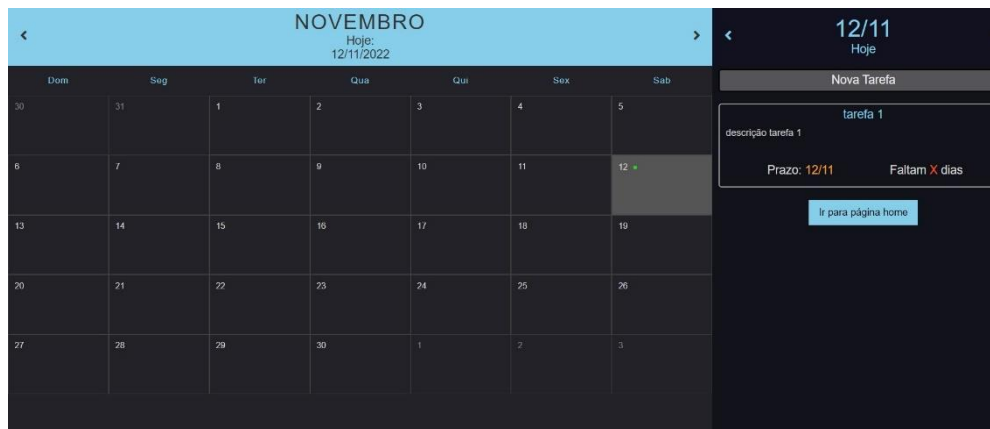 NOVEMBRO
Hoje:
12/11/2022
Dom Seg Ter Qua Qui Sex Sab
30 31 1 2 3 4 5
6 7 8 9 10 11 12
13 14 15 16 17 18 19
20 21 22 23 24 25 26
27 28 29 30 1 2 3
12/11
Hoje
Nova Tarefa
tarefa 1
descrição tarefa 1
Prazo: 12/11 Faltam X dias
Ir para página home